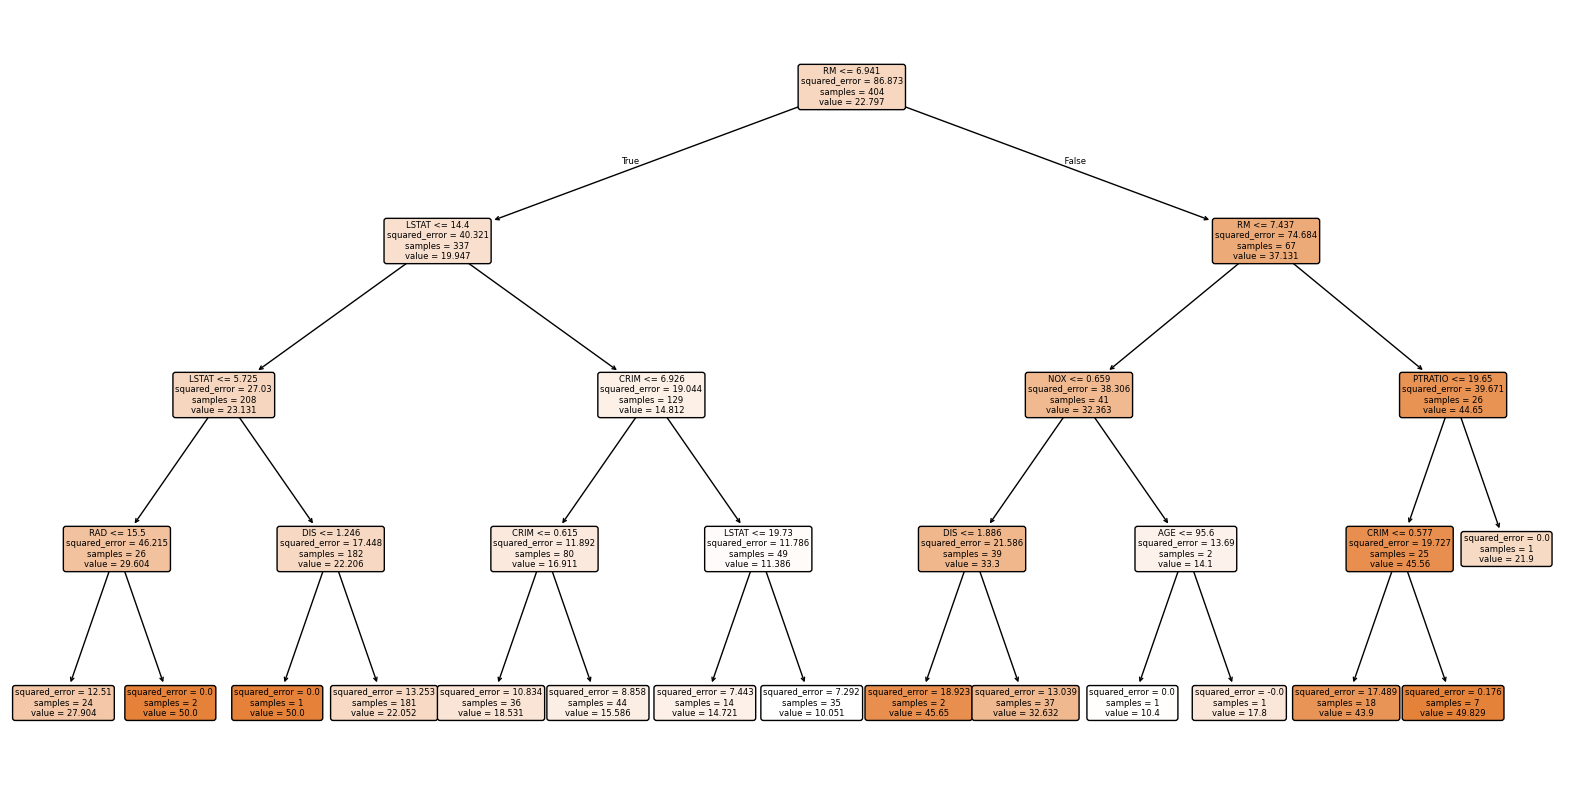 RM <= 6.941
squared_error = 86.873
samples = 404
value = 22.797
True
False
LSTAT <= 14.4
squared_error = 40.321
samples = 337
value = 19.947
RM <= 7.437
squared_error = 74.684
samples = 67
value = 37.131
LSTAT <= 5.725
squared_error = 27.03
samples = 208
value = 23.131
CRIM <= 6.926
squared_error = 19.044
samples = 129
value = 14.812
NOX <= 0.659
squared_error = 38.306
samples = 41
value = 32.363
PTRATIO <= 19.65
squared_error = 39.671
samples = 26
value = 44.65
RAD <= 15.5
squared_error = 46.215
samples = 26
value = 29.604
DIS <= 1.246
squared_error = 17.448
samples = 182
value = 22.206
CRIM <= 0.615
squared_error = 11.892
samples = 80
value = 16.911
LSTAT <= 19.73
squared_error = 11.786
samples = 49
value = 11.386
DIS <= 1.886
squared_error = 21.586
samples = 39
value = 33.3
AGE <= 95.6
squared_error = 13.69
samples = 2
value = 14.1
CRIM <= 0.577
squared_error = 19.727
samples = 25
value = 45.56
squared_error = 0.0
samples = 1
value = 21.9
squared_error = 12.51
samples = 24
value = 27.904
squared_error = 0.0
samples = 2
value = 50.0
squared_error = 0.0
samples = 1
value = 50.0
squared_error = 13.253
samples = 181
value = 22.052
squared_error = 10.834
samples = 36
value = 18.531
squared_error = 8.858
samples = 44
value = 15.586
squared_error = 7.443
samples = 14
value = 14.721
squared_error = 7.292
samples = 35
value = 10.051
squared_error = 18.923
samples = 2
value = 45.65
squared_error = 13.039
samples = 37
value = 32.632
squared_error = 0.0
samples = 1
value = 10.4
squared_error = -0.0
samples = 1
value = 17.8
squared_error = 17.489
samples = 18
value = 43.9
squared_error = 0.176
samples = 7
value = 49.829